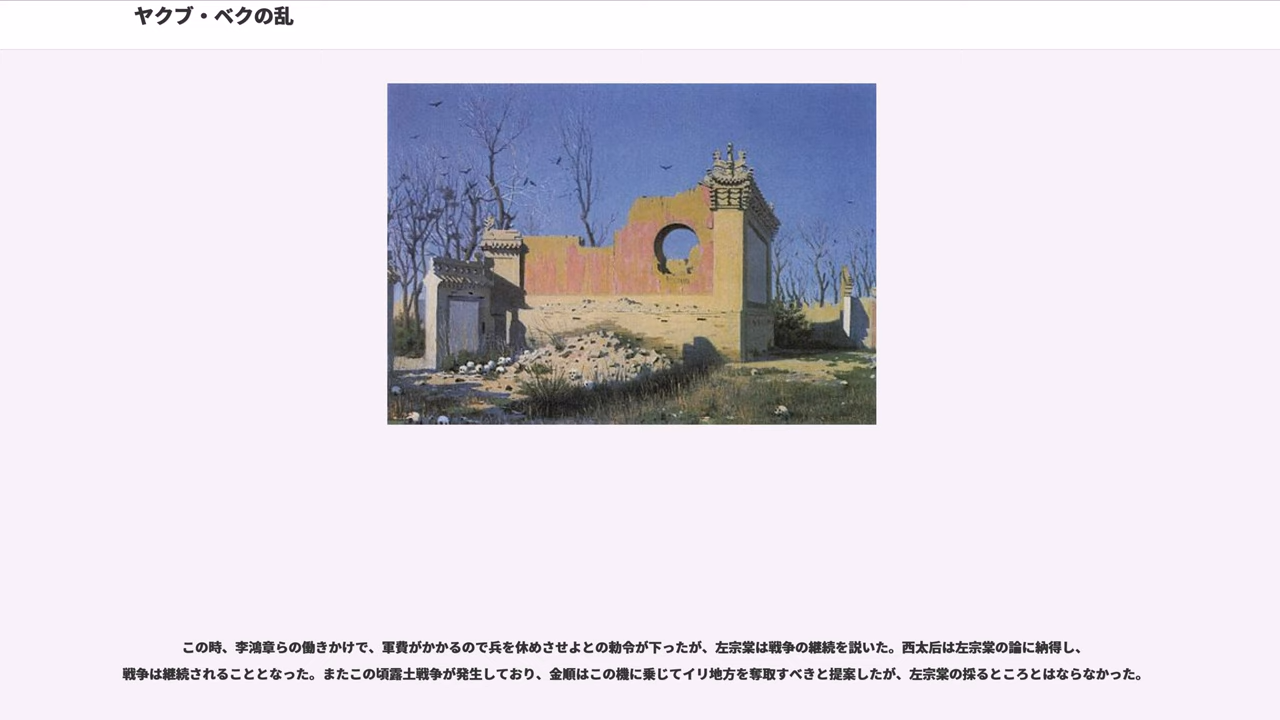 ヤクブ・ベクの乱
この時、李鴻章らの働きかけで、軍費がかかるので兵を休めさせよとの勅令が下ったが、左宗棠は戦争の継続を説いた。西太后は左宗棠の論に納得し、
戦争は継続されることとなった。またこの頃露土戦争が発生しており、金順はこの機に乗じてイリ地方を奪取すべきと提案したが、左宗棠の採るところとはならなかった。